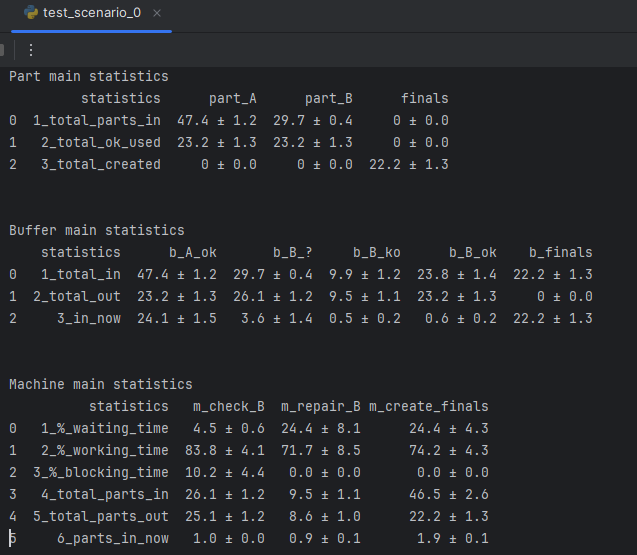 test_scenario_0 ×
Part main statistics
statistics part_A part_B finals
0 1_total_parts_in 47.4 ± 1.2 29.7 ± 0.4 0 ± 0.0
1 2_total_ok_used 23.2 ± 1.3 23.2 ± 1.3 0 ± 0.0
2 3_total_created 0 ± 0.0 0 ± 0.0 22.2 ± 1.3
Buffer main statistics
statistics b_A_ok b_B_? b_B_ko b_B_ok b_finals
0 1_total_in 47.4 ± 1.2 29.7 ± 0.4 9.9 ± 1.2 23.8 ± 1.4 22.2 ± 1.3
1 2_total_out 23.2 ± 1.3 26.1 ± 1.2 9.5 ± 1.1 23.2 ± 1.3 0 ± 0.0
2 3_in_now 24.1 ± 1.5 3.6 ± 1.4 0.5 ± 0.2 0.6 ± 0.2 22.2 ± 1.3
Machine main statistics
statistics m_check_B m_repair_B m_create_finals
0 1_%_waiting_time 4.5 ± 0.6 24.4 ± 8.1 24.4 ± 4.3
1 2_%_working_time 83.8 ± 4.1 71.7 ± 8.5 74.2 ± 4.3
2 3_%_blocking_time 10.2 ± 4.4 0.0 ± 0.0 0.0 ± 0.0
3 4_total_parts_in 26.1 ± 1.2 9.5 ± 1.1 46.5 ± 2.6
4 5_total_parts_out 25.1 ± 1.2 8.6 ± 1.0 22.2 ± 1.3
5 6_parts_in_now 1.0 ± 0.0 0.9 ± 0.1 1.9 ± 0.1